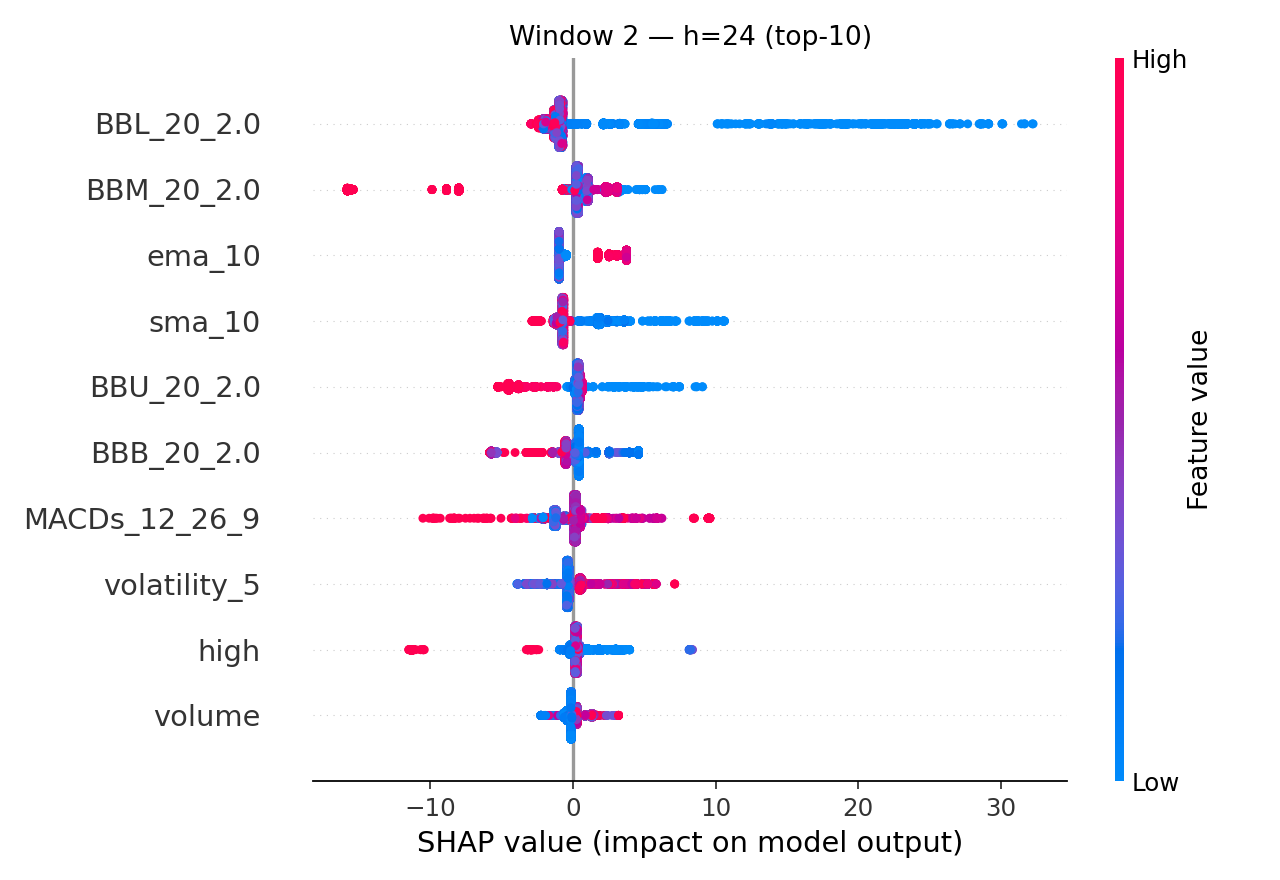 Window 2 — h=24 (top-10)
High
BBL_20_2.0
BBM_20_2.0
ema_10
sma_10
BBU_20_2.0
BBB_20_2.0
MACDs_12_26_9
volatility_5
high
volume
Feature value
Low
−10 0 10 20 30
SHAP value (impact on model output)